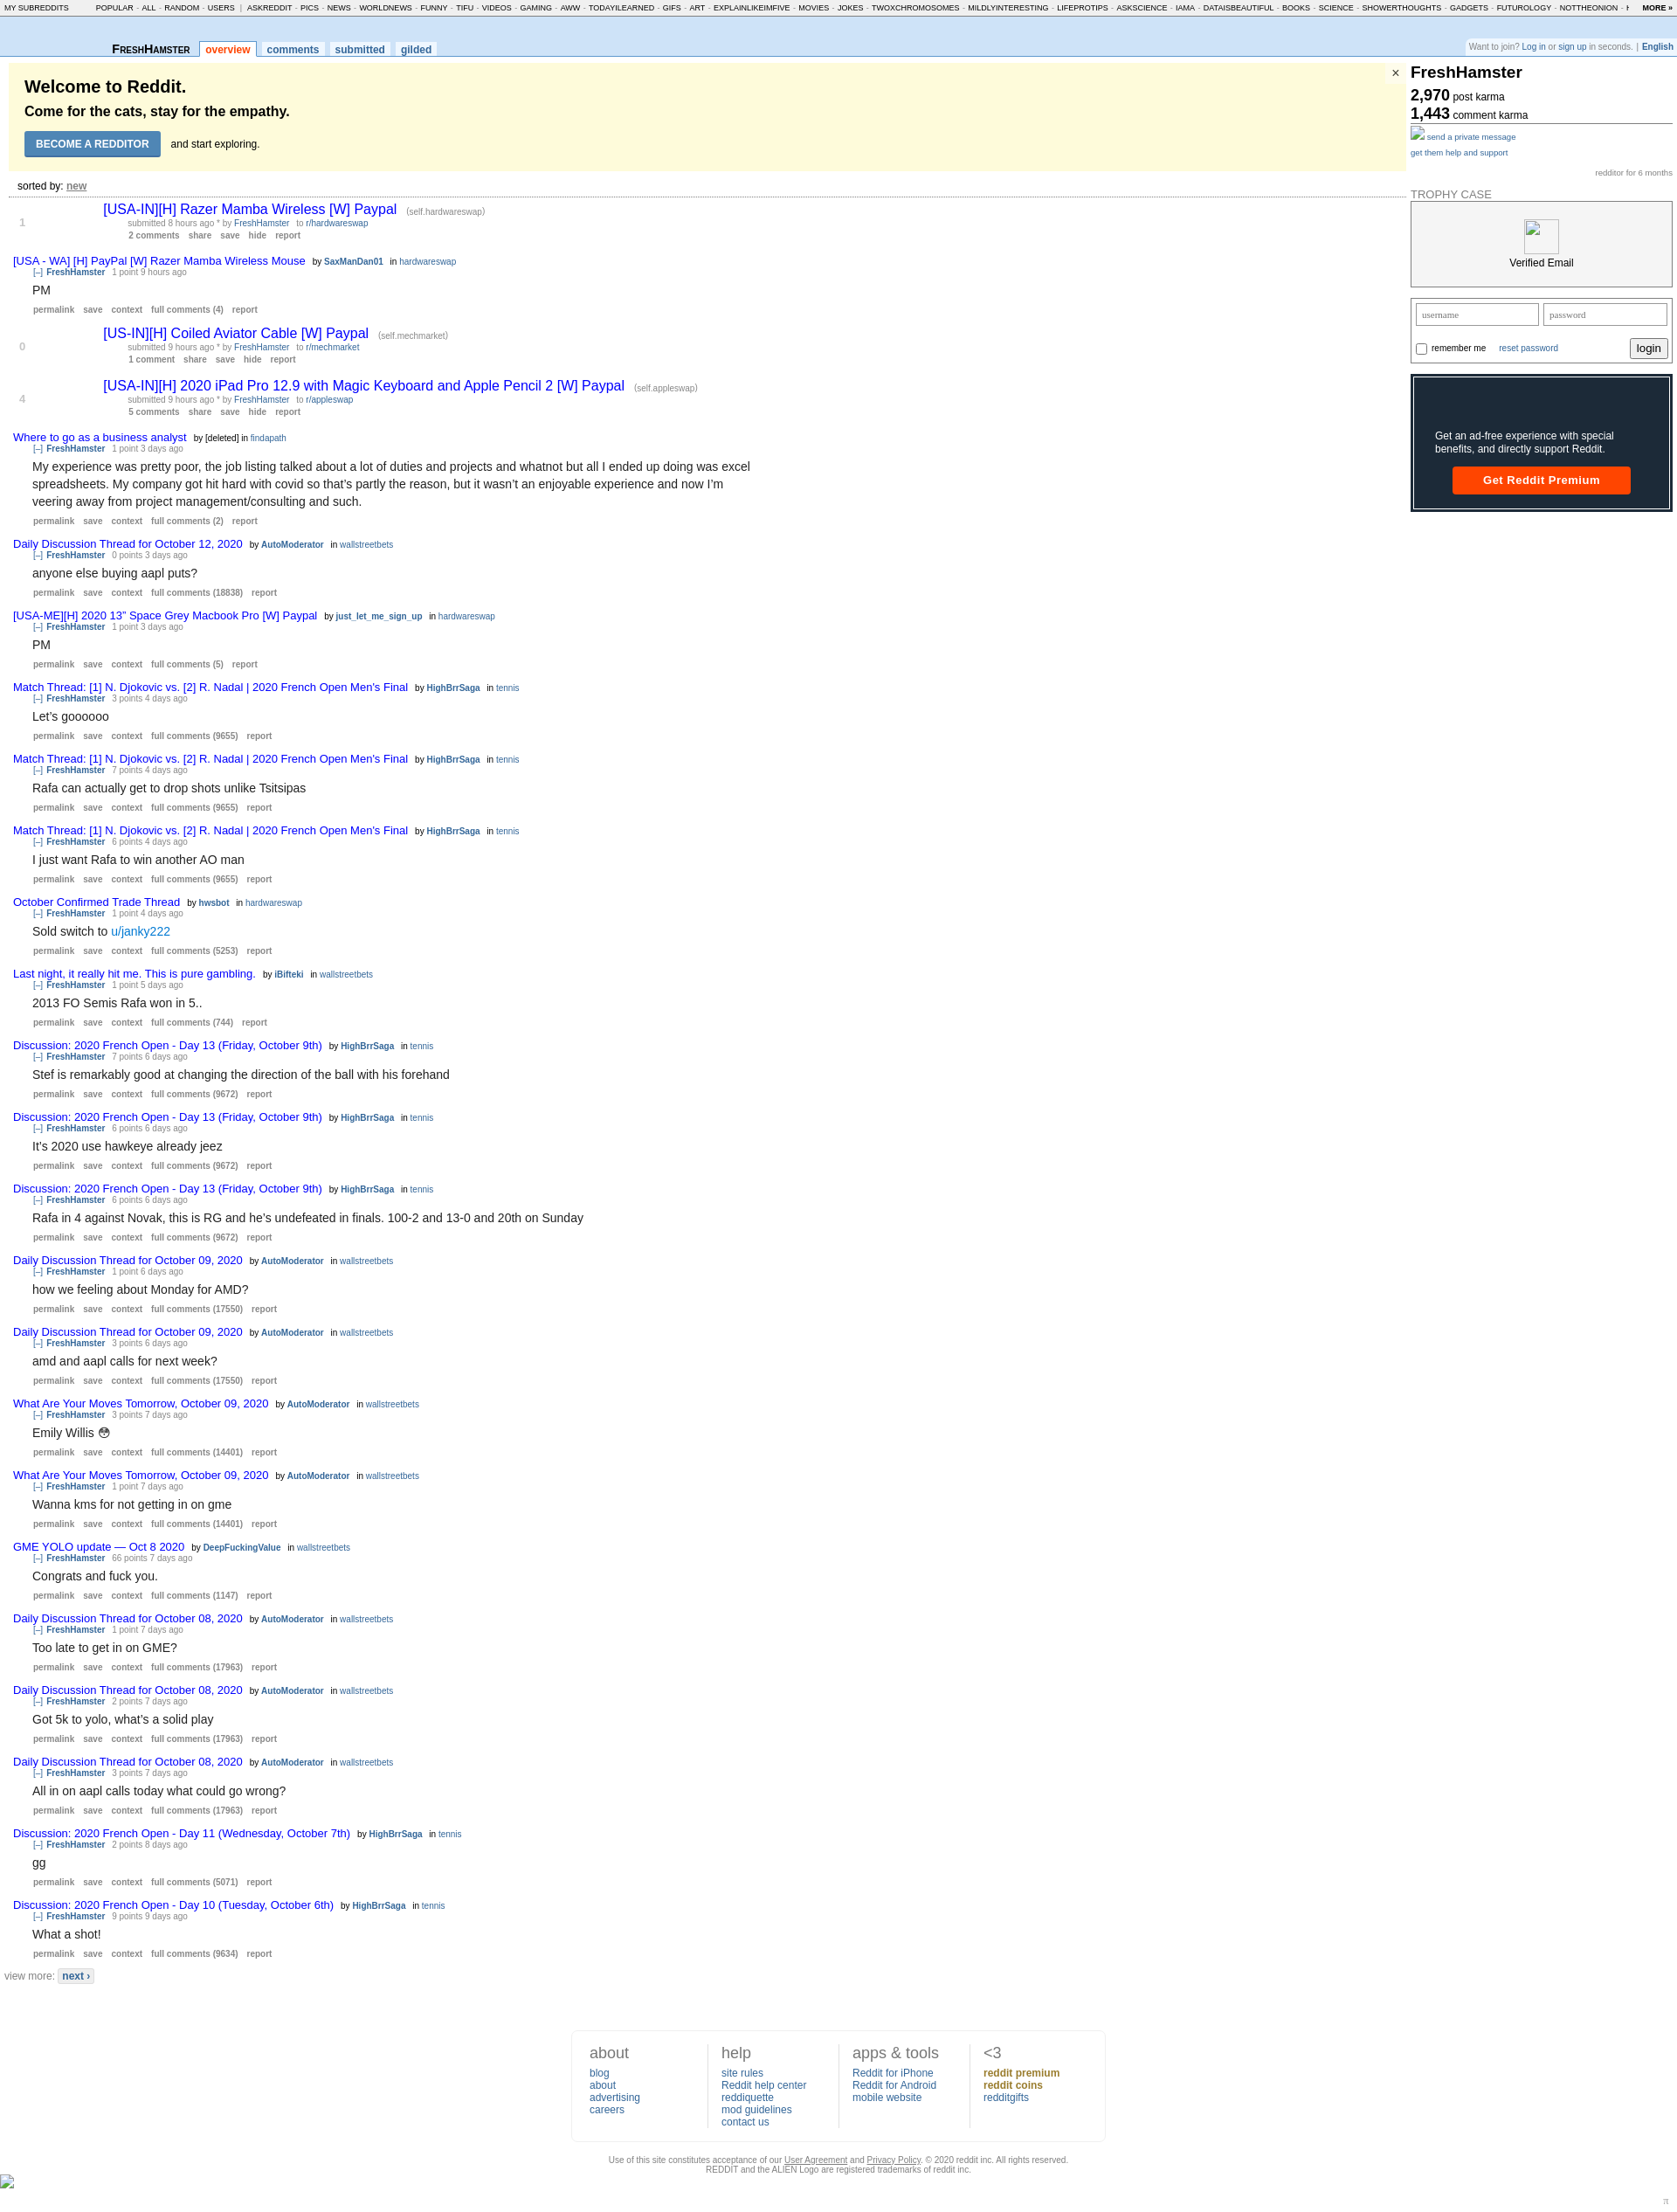 MY SUBREDDITS POPULAR - ALL - RANDOM - USERS | ASKREDDIT - PICS - NEWS - WORLDNEWS - FUNNY - TIFU - VIDEOS - GAMING - AWW - TODAYILEARNED - GIFS - ART - EXPLAINLIKEIMFIVE - MOVIES - JOKES - TWOXCHROMOSOMES - MILDLYINTERESTING - LIFEPROTIPS - ASKSCIENCE - IAMA - DATAISBEAUTIFUL - BOOKS - SCIENCE - SHOWERTHOUGHTS - GADGETS - FUTUROLOGY - NOTTHEONION - MORE »
FRESHHAMSTER overview comments submitted gilded
Want to join? Log in or sign up in seconds. | English
Welcome to Reddit.
Come for the cats, stay for the empathy.
BECOME A REDDITOR and start exploring.
×
sorted by: new
1
[USA-IN][H] Razer Mamba Wireless [W] Paypal (self.hardwareswap)
submitted 8 hours ago * by FreshHamster to r/hardwareswap
2 comments share save hide report
[USA - WA] [H] PayPal [W] Razer Mamba Wireless Mouse by SaxManDan01 in hardwareswap
[–] FreshHamster 1 point 9 hours ago
PM
permalink save context full comments (4) report
0
[US-IN][H] Coiled Aviator Cable [W] Paypal (self.mechmarket)
submitted 9 hours ago * by FreshHamster to r/mechmarket
1 comment share save hide report
4
[USA-IN][H] 2020 iPad Pro 12.9 with Magic Keyboard and Apple Pencil 2 [W] Paypal (self.appleswap)
submitted 9 hours ago * by FreshHamster to r/appleswap
5 comments share save hide report
Where to go as a business analyst by [deleted] in findapath
[–] FreshHamster 1 point 3 days ago
My experience was pretty poor, the job listing talked about a lot of duties and projects and whatnot but all I ended up doing was excel
spreadsheets. My company got hit hard with covid so that’s partly the reason, but it wasn’t an enjoyable experience and now I’m
veering away from project management/consulting and such.
permalink save context full comments (2) report
Daily Discussion Thread for October 12, 2020 by AutoModerator in wallstreetbets
[–] FreshHamster 0 points 3 days ago
anyone else buying aapl puts?
permalink save context full comments (18838) report
[USA-ME][H] 2020 13” Space Grey Macbook Pro [W] Paypal by just_let_me_sign_up in hardwareswap
[–] FreshHamster 1 point 3 days ago
PM
permalink save context full comments (5) report
Match Thread: [1] N. Djokovic vs. [2] R. Nadal | 2020 French Open Men's Final by HighBrrSaga in tennis
[–] FreshHamster 3 points 4 days ago
Let’s goooooo
permalink save context full comments (9655) report
Match Thread: [1] N. Djokovic vs. [2] R. Nadal | 2020 French Open Men's Final by HighBrrSaga in tennis
[–] FreshHamster 7 points 4 days ago
Rafa can actually get to drop shots unlike Tsitsipas
permalink save context full comments (9655) report
Match Thread: [1] N. Djokovic vs. [2] R. Nadal | 2020 French Open Men's Final by HighBrrSaga in tennis
[–] FreshHamster 6 points 4 days ago
I just want Rafa to win another AO man
permalink save context full comments (9655) report
October Confirmed Trade Thread by hwsbot in hardwareswap
[–] FreshHamster 1 point 4 days ago
Sold switch to u/janky222
permalink save context full comments (5253) report
Last night, it really hit me. This is pure gambling. by iBifteki in wallstreetbets
[–] FreshHamster 1 point 5 days ago
2013 FO Semis Rafa won in 5..
permalink save context full comments (744) report
Discussion: 2020 French Open - Day 13 (Friday, October 9th) by HighBrrSaga in tennis
[–] FreshHamster 7 points 6 days ago
Stef is remarkably good at changing the direction of the ball with his forehand
permalink save context full comments (9672) report
Discussion: 2020 French Open - Day 13 (Friday, October 9th) by HighBrrSaga in tennis
[–] FreshHamster 6 points 6 days ago
It’s 2020 use hawkeye already jeez
permalink save context full comments (9672) report
Discussion: 2020 French Open - Day 13 (Friday, October 9th) by HighBrrSaga in tennis
[–] FreshHamster 6 points 6 days ago
Rafa in 4 against Novak, this is RG and he’s undefeated in finals. 100-2 and 13-0 and 20th on Sunday
permalink save context full comments (9672) report
Daily Discussion Thread for October 09, 2020 by AutoModerator in wallstreetbets
[–] FreshHamster 1 point 6 days ago
how we feeling about Monday for AMD?
permalink save context full comments (17550) report
Daily Discussion Thread for October 09, 2020 by AutoModerator in wallstreetbets
[–] FreshHamster 3 points 6 days ago
amd and aapl calls for next week?
permalink save context full comments (17550) report
What Are Your Moves Tomorrow, October 09, 2020 by AutoModerator in wallstreetbets
[–] FreshHamster 3 points 7 days ago
Emily Willis 😳
permalink save context full comments (14401) report
What Are Your Moves Tomorrow, October 09, 2020 by AutoModerator in wallstreetbets
[–] FreshHamster 1 point 7 days ago
Wanna kms for not getting in on gme
permalink save context full comments (14401) report
GME YOLO update — Oct 8 2020 by DeepFuckingValue in wallstreetbets
[–] FreshHamster 66 points 7 days ago
Congrats and fuck you.
permalink save context full comments (1147) report
Daily Discussion Thread for October 08, 2020 by AutoModerator in wallstreetbets
[–] FreshHamster 1 point 7 days ago
Too late to get in on GME?
permalink save context full comments (17963) report
Daily Discussion Thread for October 08, 2020 by AutoModerator in wallstreetbets
[–] FreshHamster 2 points 7 days ago
Got 5k to yolo, what’s a solid play
permalink save context full comments (17963) report
Daily Discussion Thread for October 08, 2020 by AutoModerator in wallstreetbets
[–] FreshHamster 3 points 7 days ago
All in on aapl calls today what could go wrong?
permalink save context full comments (17963) report
Discussion: 2020 French Open - Day 11 (Wednesday, October 7th) by HighBrrSaga in tennis
[–] FreshHamster 2 points 8 days ago
gg
permalink save context full comments (5071) report
Discussion: 2020 French Open - Day 10 (Tuesday, October 6th) by HighBrrSaga in tennis
[–] FreshHamster 9 points 9 days ago
What a shot!
permalink save context full comments (9634) report
view more: next ›
FreshHamster
2,970 post karma
1,443 comment karma
send a private message
get them help and support
redditor for 6 months
TROPHY CASE
Verified Email
username password
remember me reset password login
Get an ad-free experience with special
benefits, and directly support Reddit.
Get Reddit Premium
about
blog
about
advertising
careers
help
site rules
Reddit help center
reddiquette
mod guidelines
contact us
apps & tools
Reddit for iPhone
Reddit for Android
mobile website
<3
reddit premium
reddit coins
redditgifts
Use of this site constitutes acceptance of our User Agreement and Privacy Policy. © 2020 reddit inc. All rights reserved.
REDDIT and the ALIEN Logo are registered trademarks of reddit inc.
π